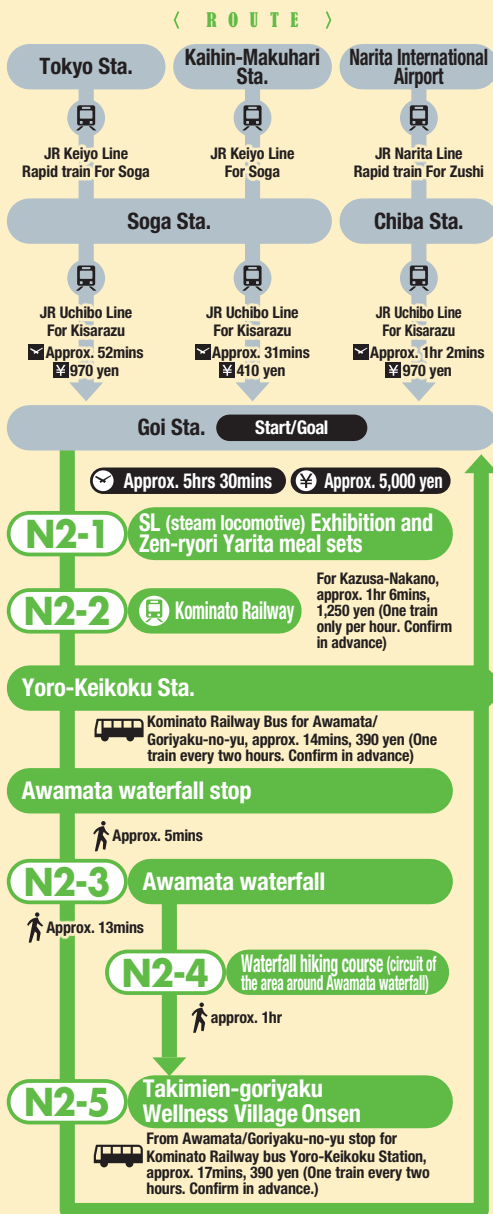 〈 ROUTE 〉
Tokyo Sta.
Kaihin-Makuhari
Sta.
Narita International
Airport
JR Keiyo Line
Rapid train For Soga
JR Keiyo Line
For Soga
JR Narita Line
Rapid train For Zushi
Soga Sta.
Chiba Sta.
JR Uchibo Line
For Kisarazu
Approx. 52mins
¥ 970 yen
JR Uchibo Line
For Kisarazu
Approx. 31mins
¥ 410 yen
JR Uchibo Line
For Kisarazu
Approx. 1hr 2mins
¥ 970 yen
Goi Sta. Start/Goal
Approx. 5hrs 30mins ¥ Approx. 5,000 yen
N2-1
SL (steam locomotive) Exhibition and
Zen-ryori Yarita meal sets
N2-2
Kominato Railway
For Kazusa-Nakano,
approx. 1hr 6mins,
1,250 yen (One train
only per hour. Confirm
in advance)
Yoro-Keikoku Sta.
Kominato Railway Bus for Awamata/
Goriyaku-no-yu, approx. 14mins, 390 yen (One
train every two hours. Confirm in advance)
Awamata waterfall stop
Approx. 5mins
N2-3
Awamata waterfall
Approx. 13mins
N2-4
Waterfall hiking course (circuit of
the area around Awamata waterfall)
approx. 1hr
N2-5
Takimien-goriyaku
Wellness Village Onsen
From Awamata/Goriyaku-no-yu stop for
Kominato Railway bus Yoro-Keikoku Station,
approx. 17mins, 390 yen (One train every two
hours. Confirm in advance.)